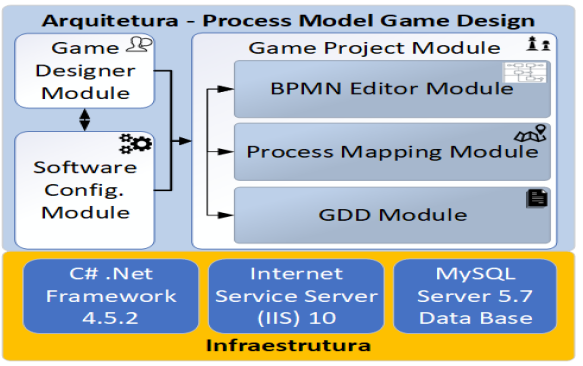 Arquitetura - Process Model Game Design
Game
Designer
Module
Software
Config.
Module
Game Project Module
BPMN Editor Module
Process Mapping Module
GDD Module
C# .Net
Framework
4.5.2
Internet
Service Server
(IIS) 10
MySQL
Server 5.7
Data Base
Infraestrutura